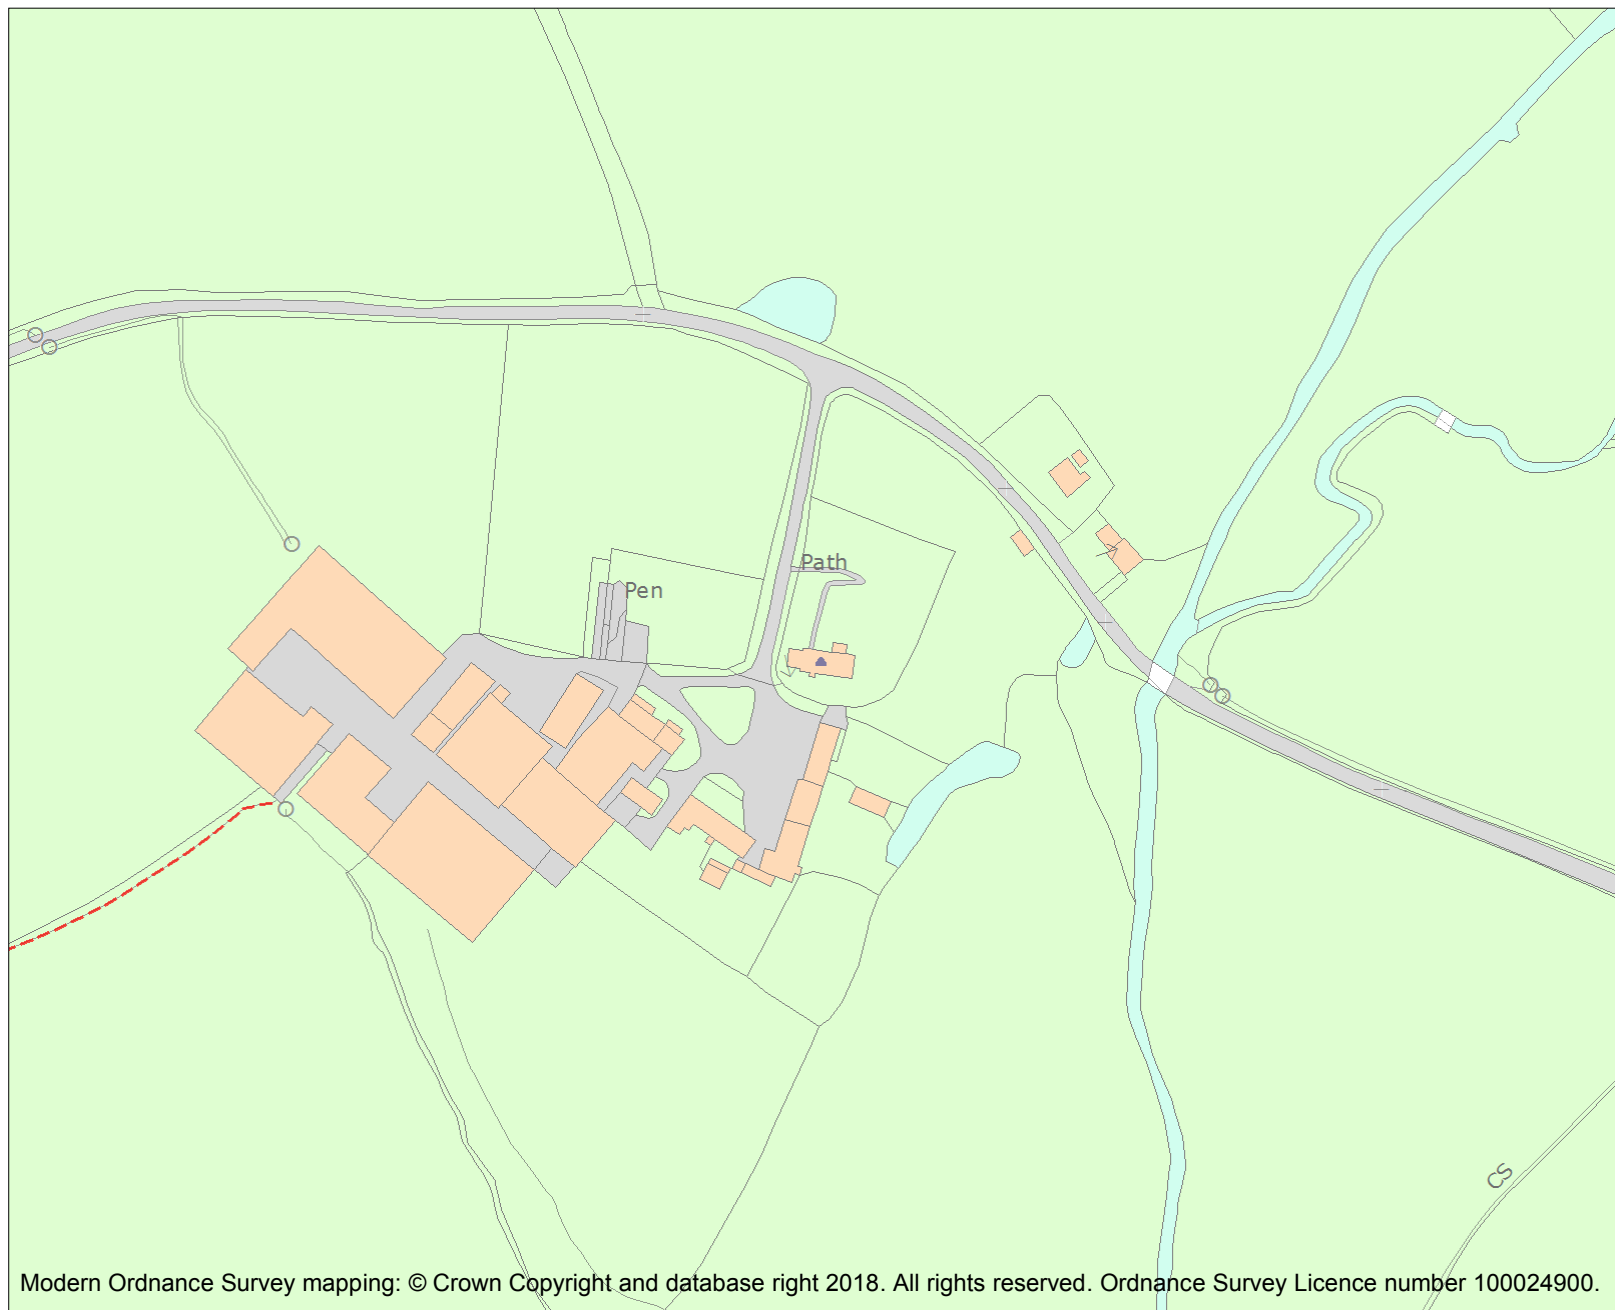 Path
Pen
CS
Modern Ordnance Survey mapping: © Crown Copyright and database right 2018. All rights reserved. Ordnance Survey Licence number 100024900.